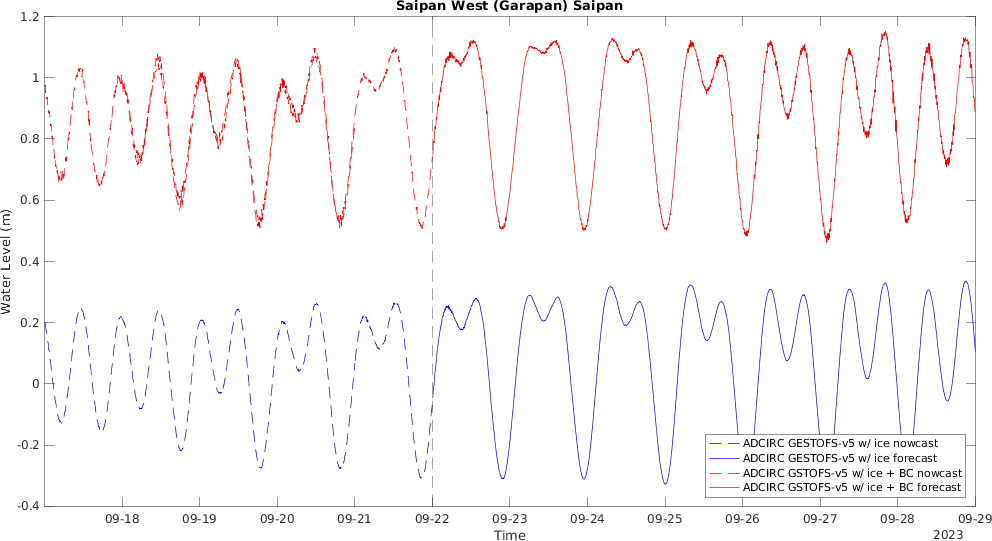 Saipan West (Garapan) Saipan
1.2
1
0.8
0.6
0.4
0.2
0
-0.2
-0.4
Water Level (m)
ADCIRC GESTOFS-v5 w/ ice nowcast
ADCIRC GESTOFS-v5 w/ ice forecast
ADCIRC GSTOFS-v5 w/ ice + BC nowcast
ADCIRC GSTOFS-v5 w/ ice + BC forecast
09-18 09-19 09-20 09-21 09-22 09-23 09-24 09-25 09-26 09-27 09-28 09-29
Time
2023